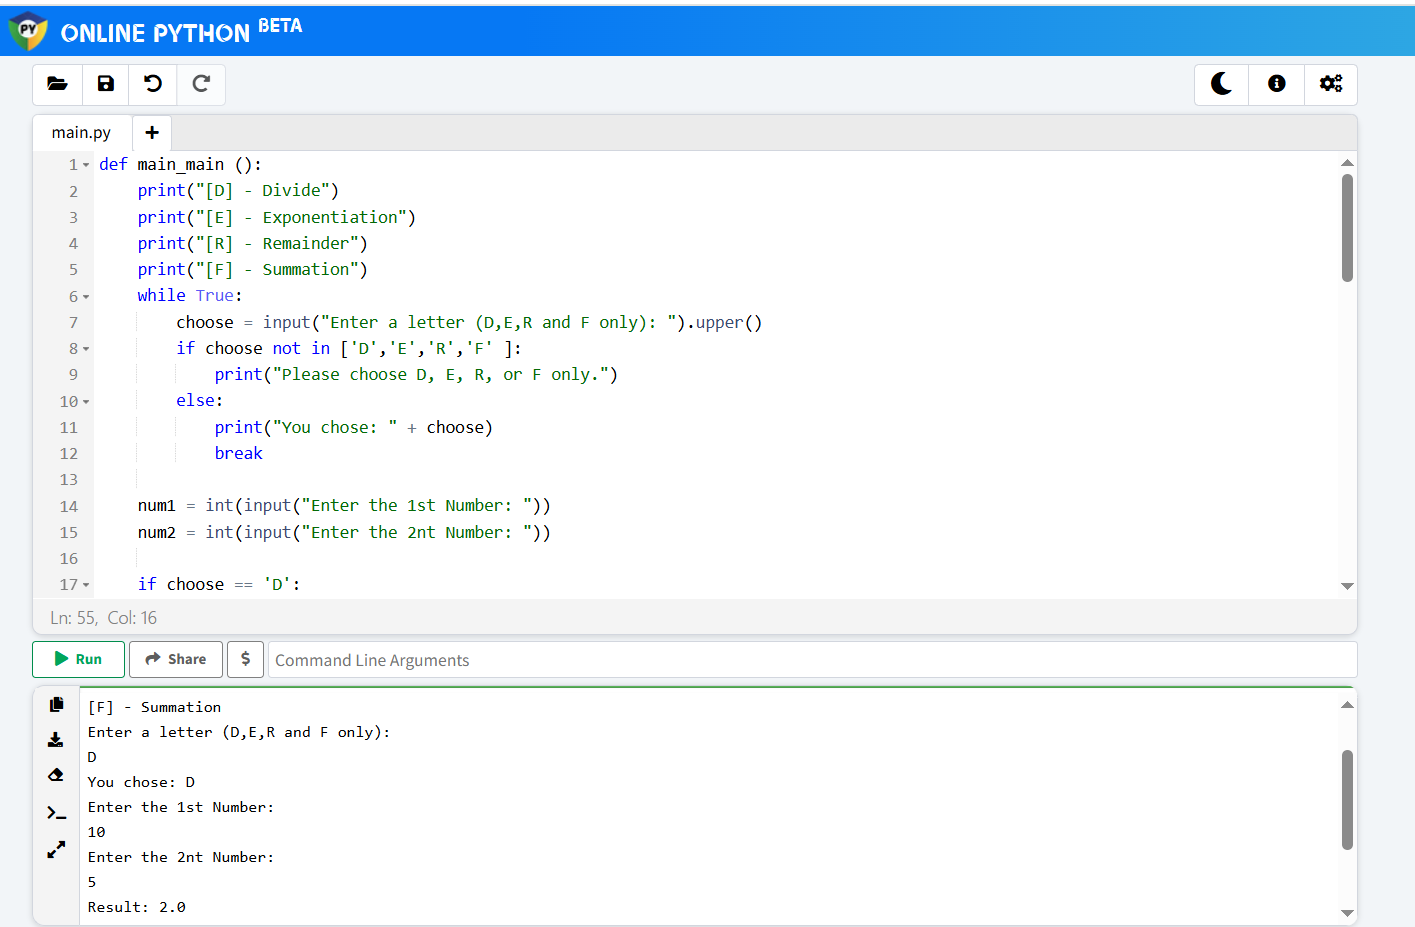 PY ONLINE PYTHON BETA
main.py +
1 def main_main ():
2     print("[D] - Divide")
3     print("[E] - Exponentiation")
4     print("[R] - Remainder")
5     print("[F] - Summation")
6     while True:
7         choose = input("Enter a letter (D,E,R and F only): ").upper()
8         if choose not in ['D','E','R','F' ]:
9             print("Please choose D, E, R, or F only.")
10         else:
11             print("You chose: " + choose)
12             break
13
14     num1 = int(input("Enter the 1st Number: "))
15     num2 = int(input("Enter the 2nt Number: "))
16
17     if choose == 'D':
Ln: 55, Col: 16
Run Share $ Command Line Arguments
[F] - Summation
Enter a letter (D,E,R and F only):
D
You chose: D
Enter the 1st Number:
10
Enter the 2nt Number:
5
Result: 2.0